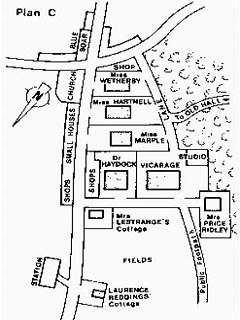 Plan C
BLUE
BOAR
N
SHOP
Miss
WETHERBY
CHURCH
LANE
Miss HARTNELL
TO OLD HALL
SMALL HOUSES
Miss
MARPLE
STUDIO
Dr
HAYDOCK
VICARAGE
SHOPS
SHOPS
Mrs
LESTRANGE'S
Cottage
Mrs
PRICE
RIDLEY
FIELDS
Public Footpath
STATION
LAURENCE
REDDINGS'
Cottage